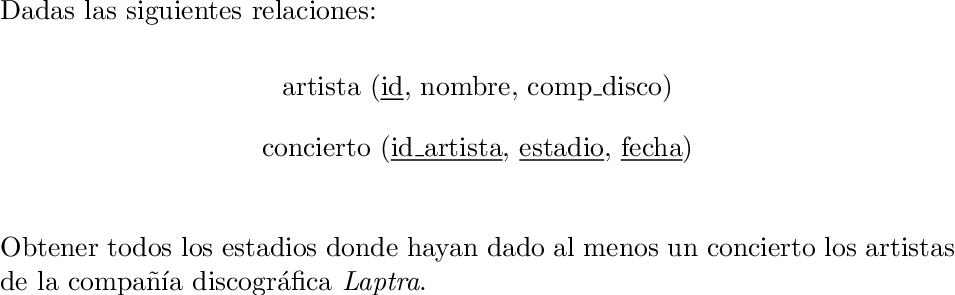 Dadas las siguientes relaciones:
artista (id, nombre, comp_disco)
concierto (id_artista, estadio, fecha)
Obtener todos los estadios donde hayan dado al menos un concierto los artistas
de la compañía discográfica Laptra.